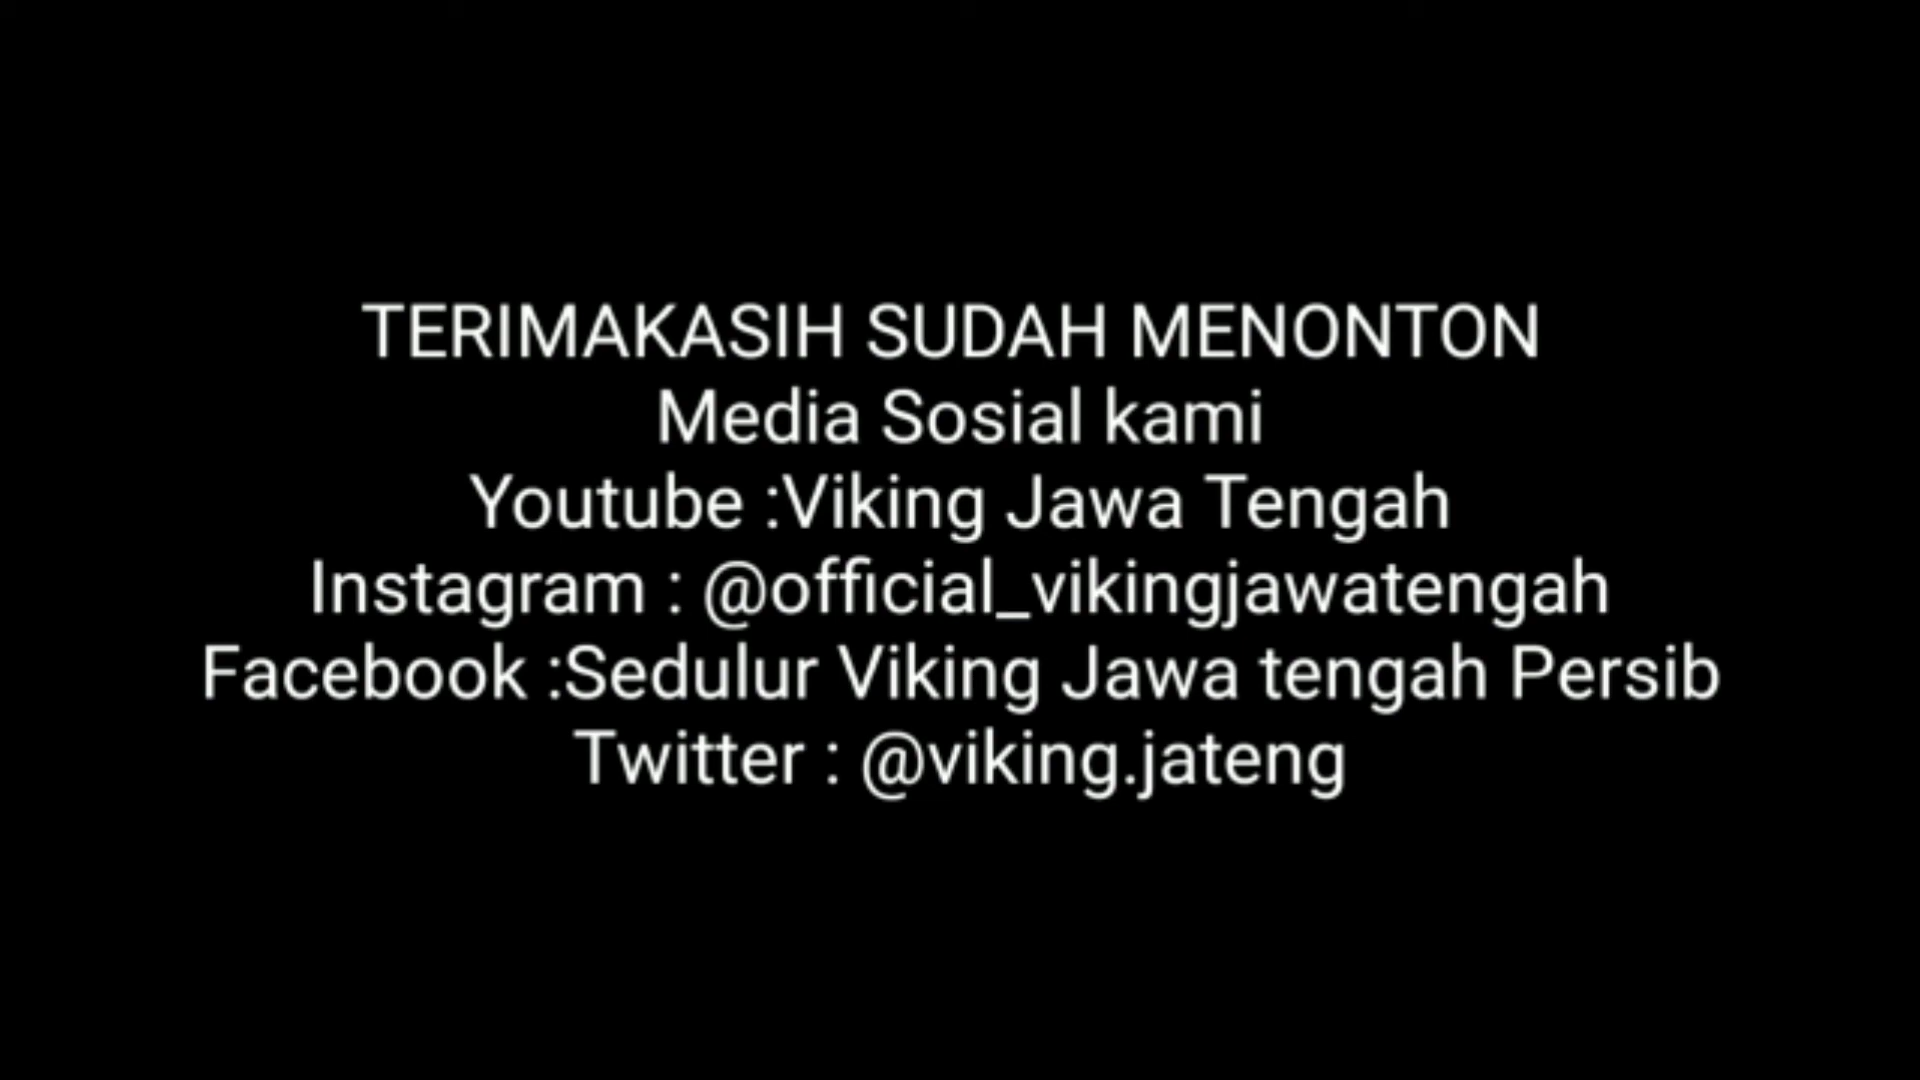 TERIMAKASIH SUDAH MENONTON
Media Sosial kami
Youtube :Viking Jawa Tengah
Instagram : @official_vikingjawatengah
Facebook :Sedulur Viking Jawa tengah Persib
Twitter : @viking.jateng